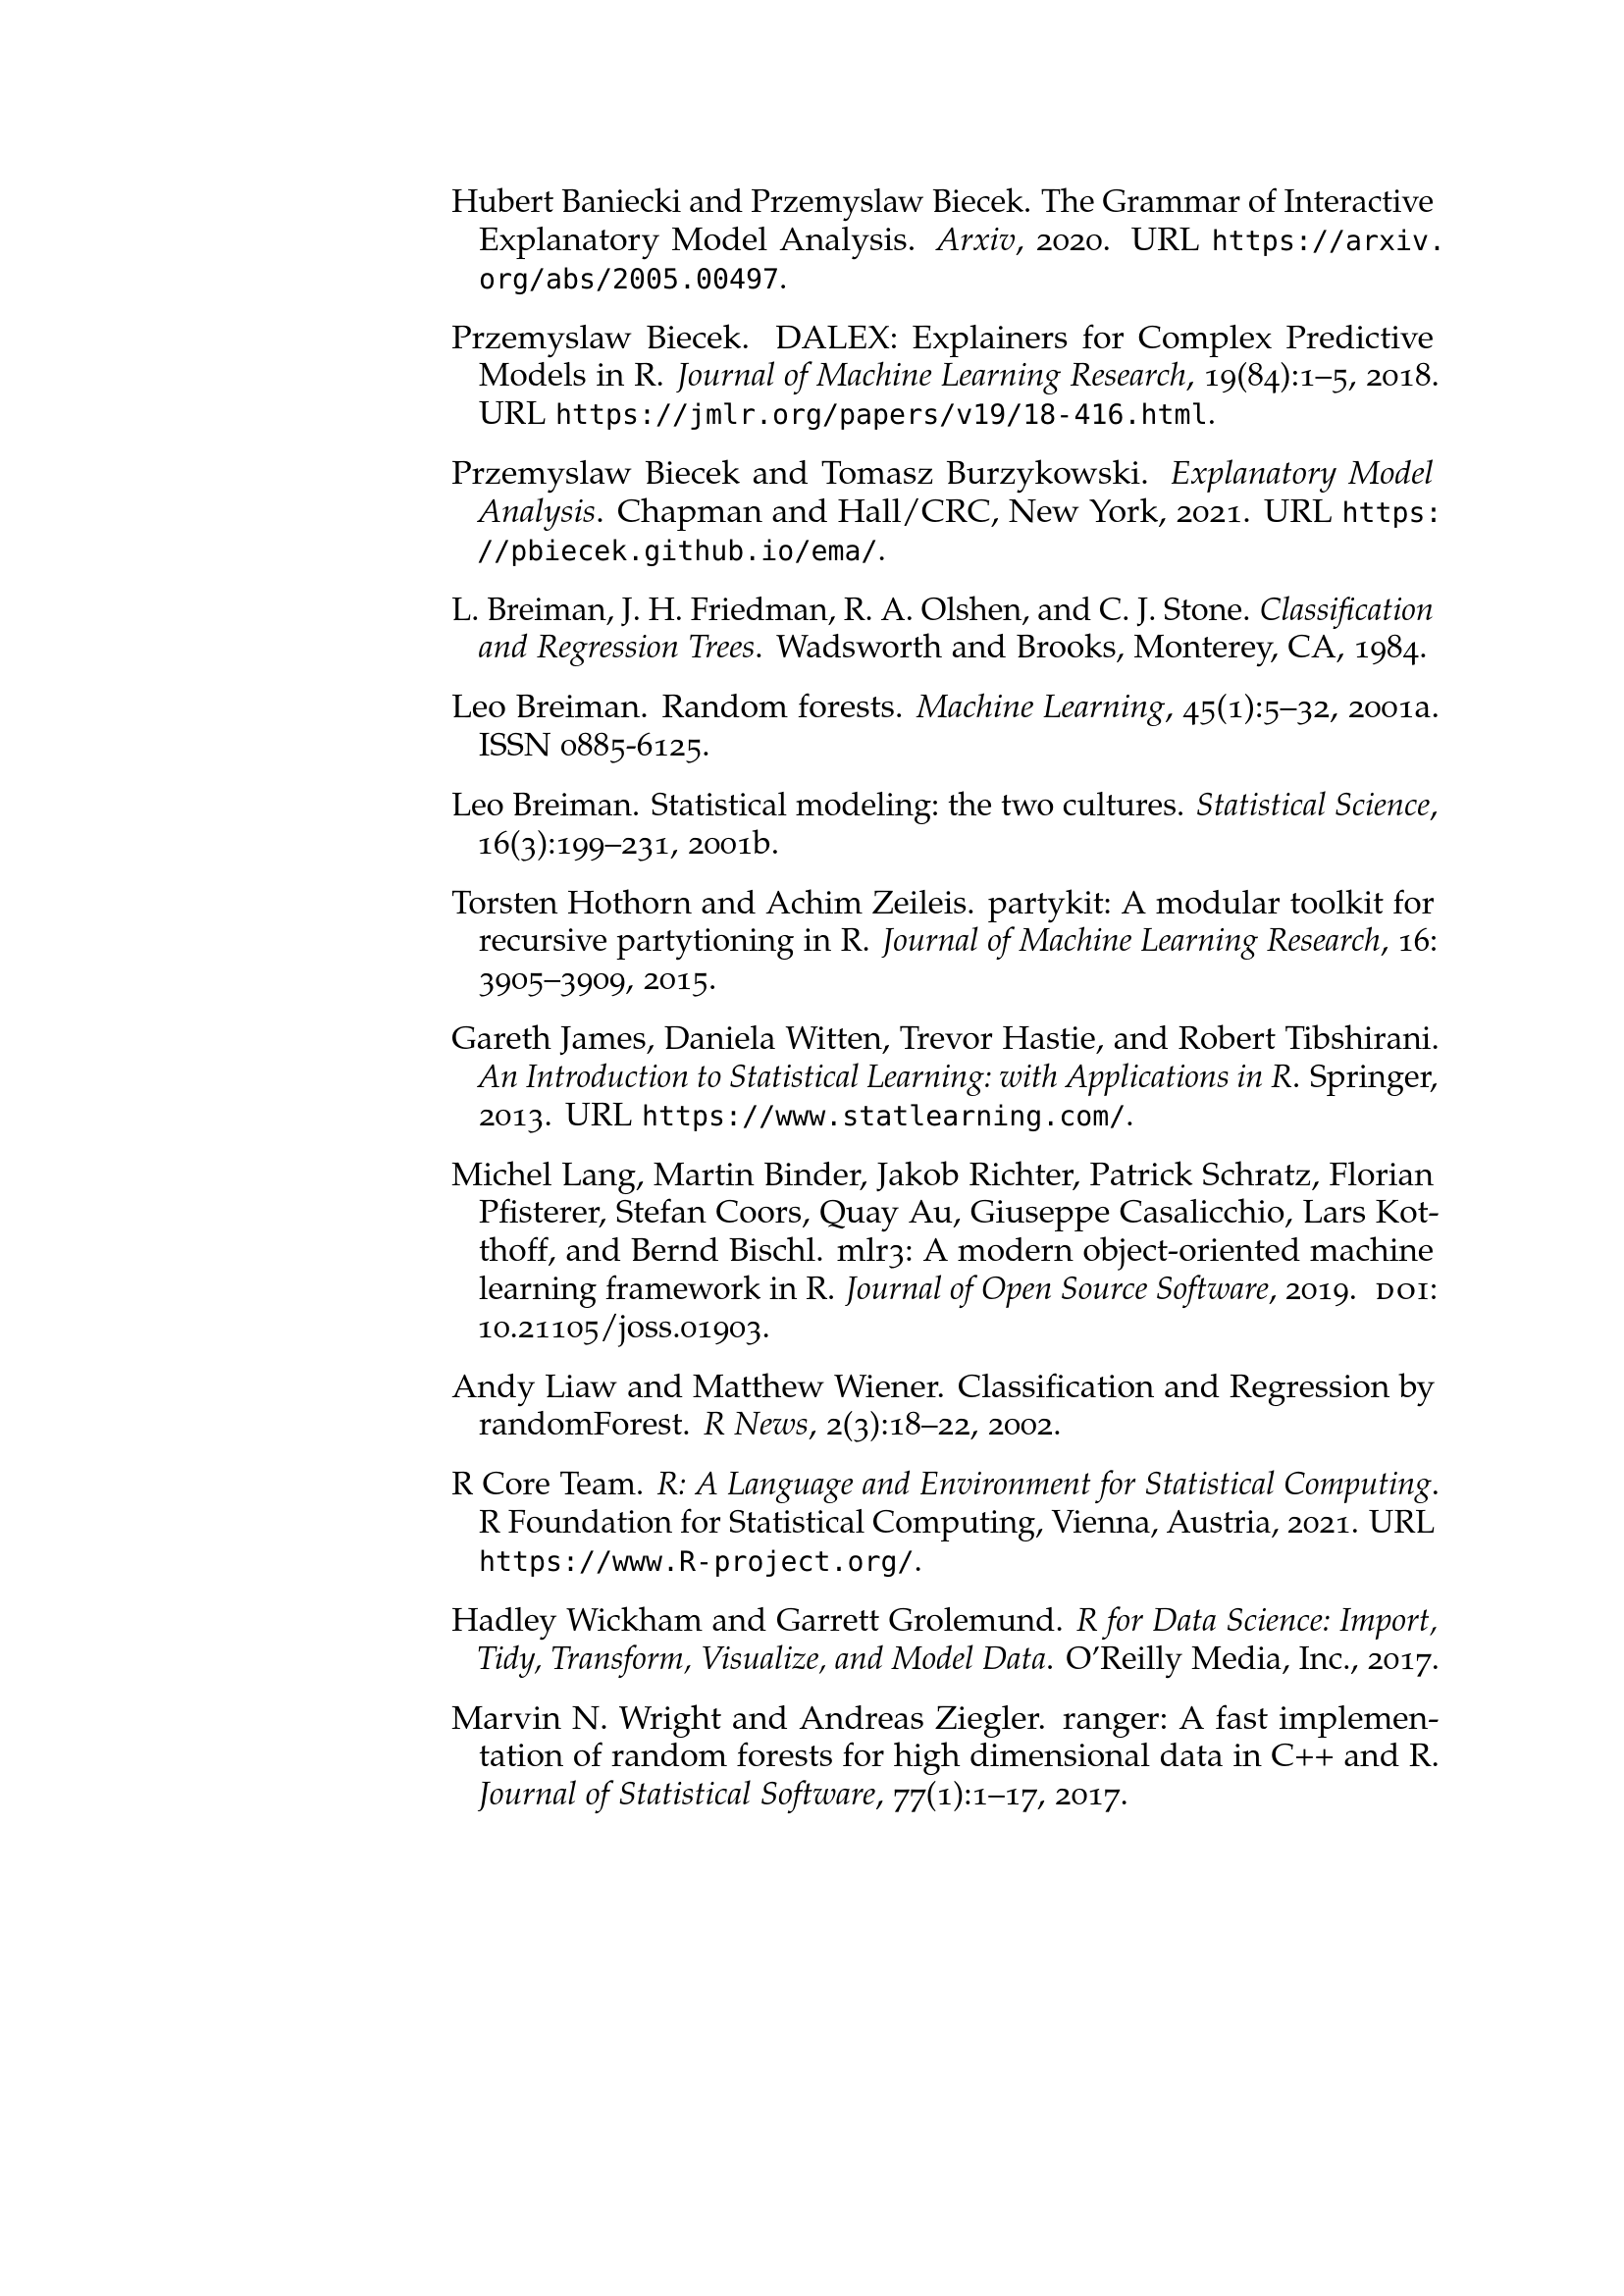 Hubert Baniecki and Przemyslaw Biecek. The Grammar of Interactive
Explanatory Model Analysis. Arxiv, 2020. URL https://arxiv.
org/abs/2005.00497.
Przemyslaw Biecek. DALEX: Explainers for Complex Predictive
Models in R. Journal of Machine Learning Research, 19(84):1–5, 2018.
URL https://jmlr.org/papers/v19/18-416.html.
Przemyslaw Biecek and Tomasz Burzykowski. Explanatory Model
Analysis. Chapman and Hall/CRC, New York, 2021. URL https:
//pbiecek.github.io/ema/.
L. Breiman, J. H. Friedman, R. A. Olshen, and C. J. Stone. Classification
and Regression Trees. Wadsworth and Brooks, Monterey, CA, 1984.
Leo Breiman. Random forests. Machine Learning, 45(1):5–32, 2001a.
ISSN 0885-6125.
Leo Breiman. Statistical modeling: the two cultures. Statistical Science,
16(3):199–231, 2001b.
Torsten Hothorn and Achim Zeileis. partykit: A modular toolkit for
recursive partytioning in R. Journal of Machine Learning Research, 16:
3905–3909, 2015.
Gareth James, Daniela Witten, Trevor Hastie, and Robert Tibshirani.
An Introduction to Statistical Learning: with Applications in R. Springer,
2013. URL https://www.statlearning.com/.
Michel Lang, Martin Binder, Jakob Richter, Patrick Schratz, Florian
Pfisterer, Stefan Coors, Quay Au, Giuseppe Casalicchio, Lars Kot-
thoff, and Bernd Bischl. mlr3: A modern object-oriented machine
learning framework in R. Journal of Open Source Software, 2019. DOI:
10.21105/joss.01903.
Andy Liaw and Matthew Wiener. Classification and Regression by
randomForest. R News, 2(3):18–22, 2002.
R Core Team. R: A Language and Environment for Statistical Computing.
R Foundation for Statistical Computing, Vienna, Austria, 2021. URL
https://www.R-project.org/.
Hadley Wickham and Garrett Grolemund. R for Data Science: Import,
Tidy, Transform, Visualize, and Model Data. O'Reilly Media, Inc., 2017.
Marvin N. Wright and Andreas Ziegler. ranger: A fast implemen-
tation of random forests for high dimensional data in C++ and R.
Journal of Statistical Software, 77(1):1–17, 2017.